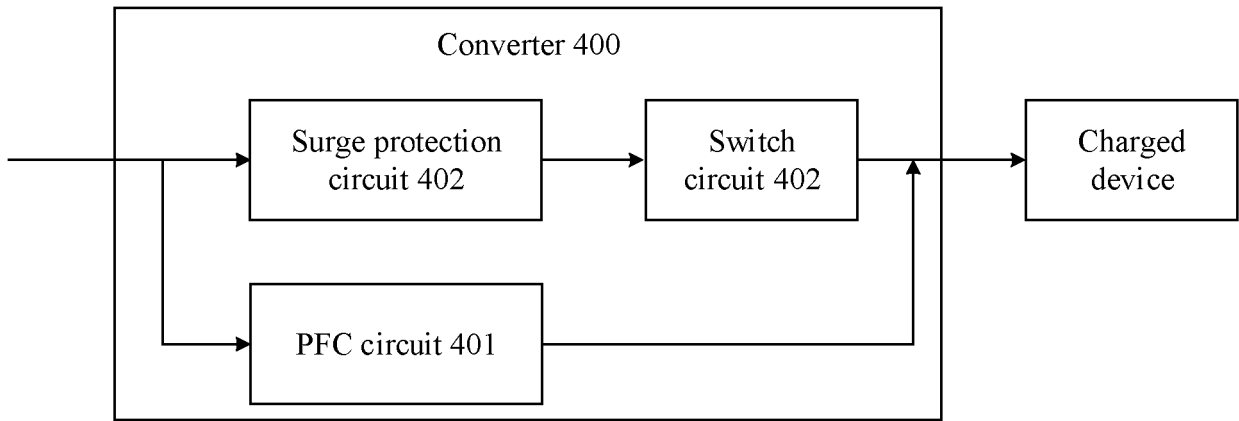 Converter 400
Surge protection
circuit 402
Switch
circuit 402
Charged
device
PFC circuit 401